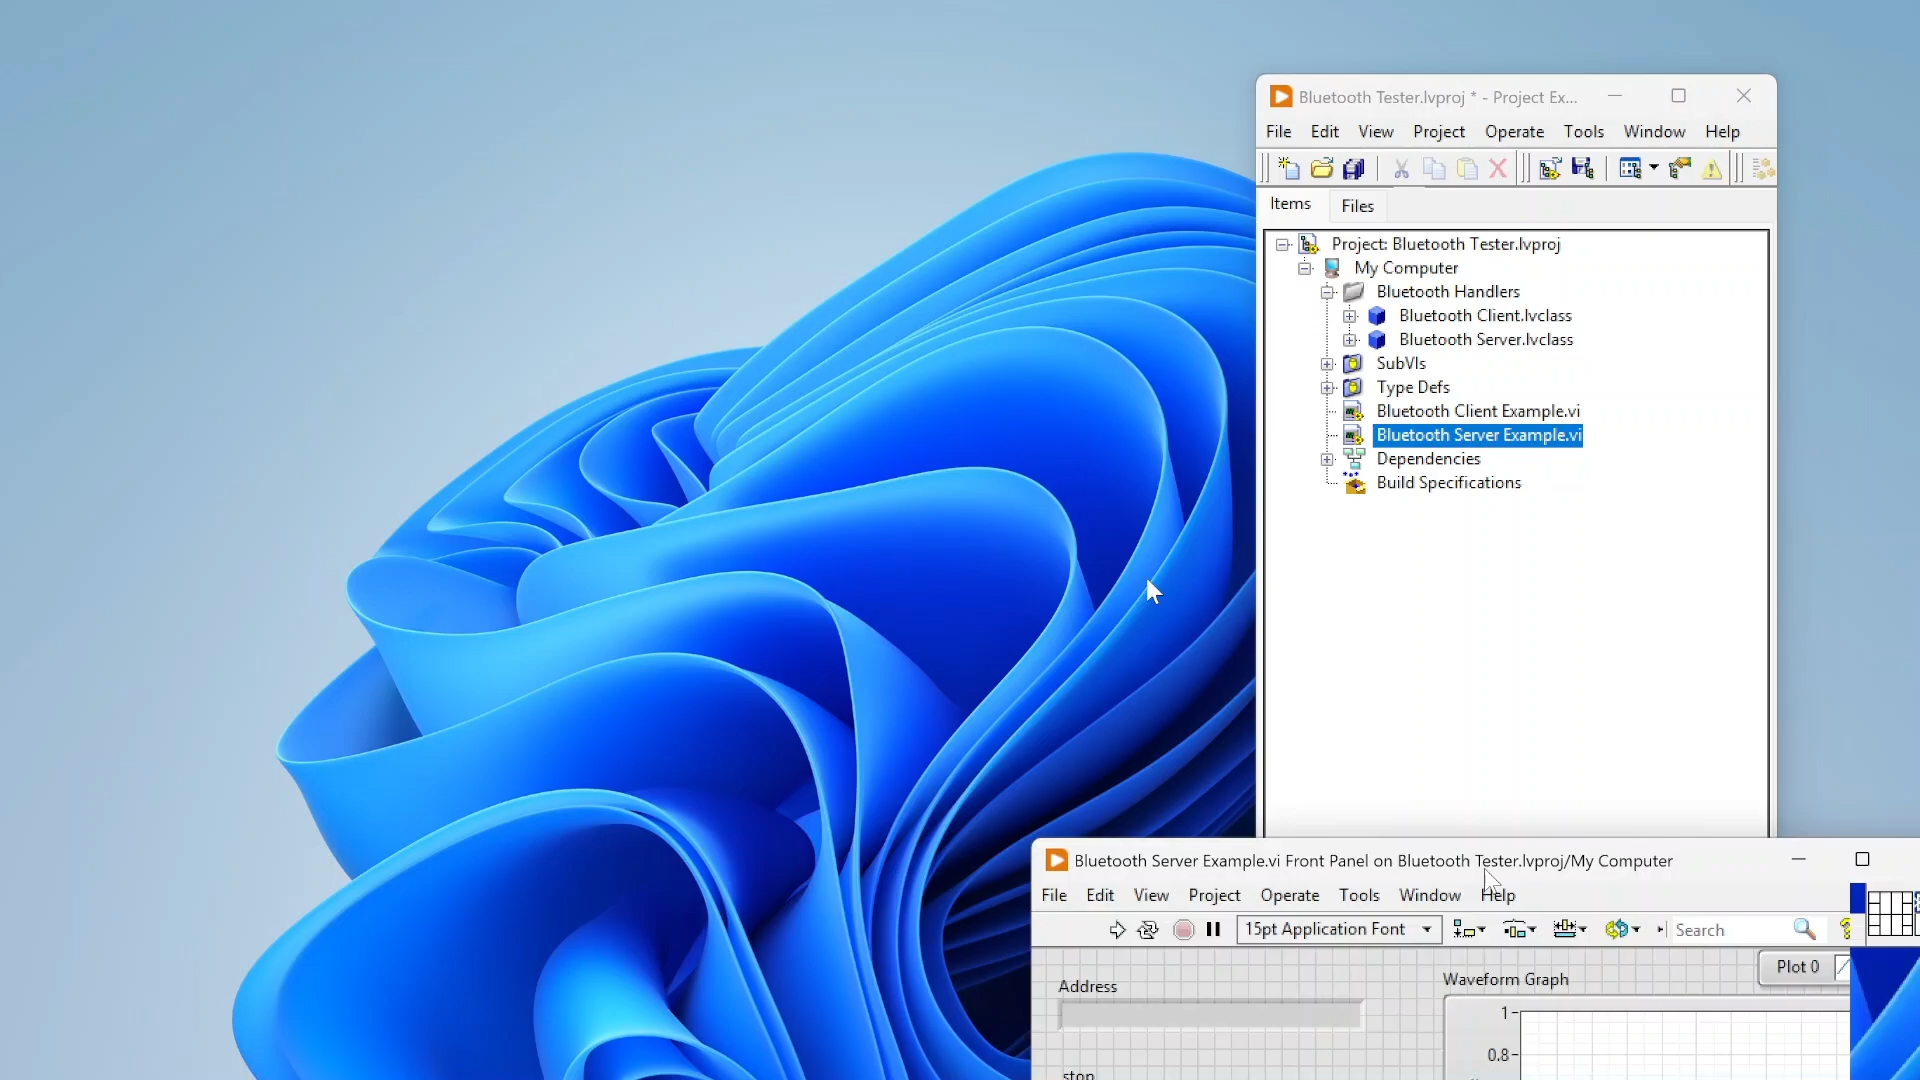 Bluetooth Tester.lvproj * - Project Ex...
File Edit View Project Operate Tools Window Help
Items Files
Project: Bluetooth Tester.lvproj
My Computer
Bluetooth Handlers
Bluetooth Client.lvclass
Bluetooth Server.lvclass
SubVIs
Type Defs
Bluetooth Client Example.vi
Bluetooth Server Example.vi
Dependencies
Build Specifications
Bluetooth Server Example.vi Front Panel on Bluetooth Tester.lvproj/My Computer
File Edit View Project Operate Tools Window Help
15pt Application Font Search ?
Plot 0
Address
Waveform Graph
1
0.8
stop